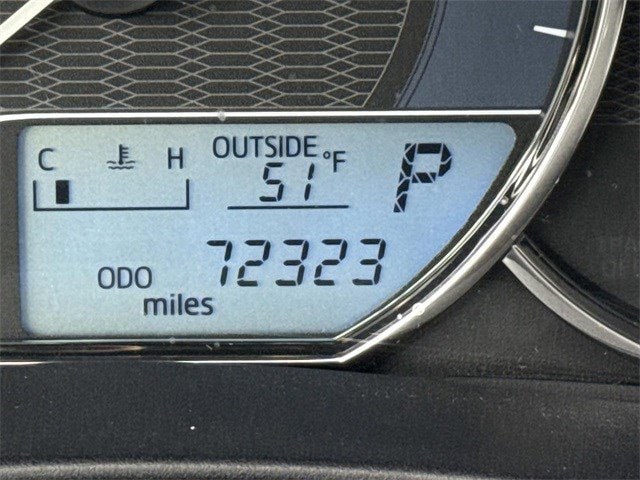 C H OUTSIDE °F P
51
72323
ODO
miles